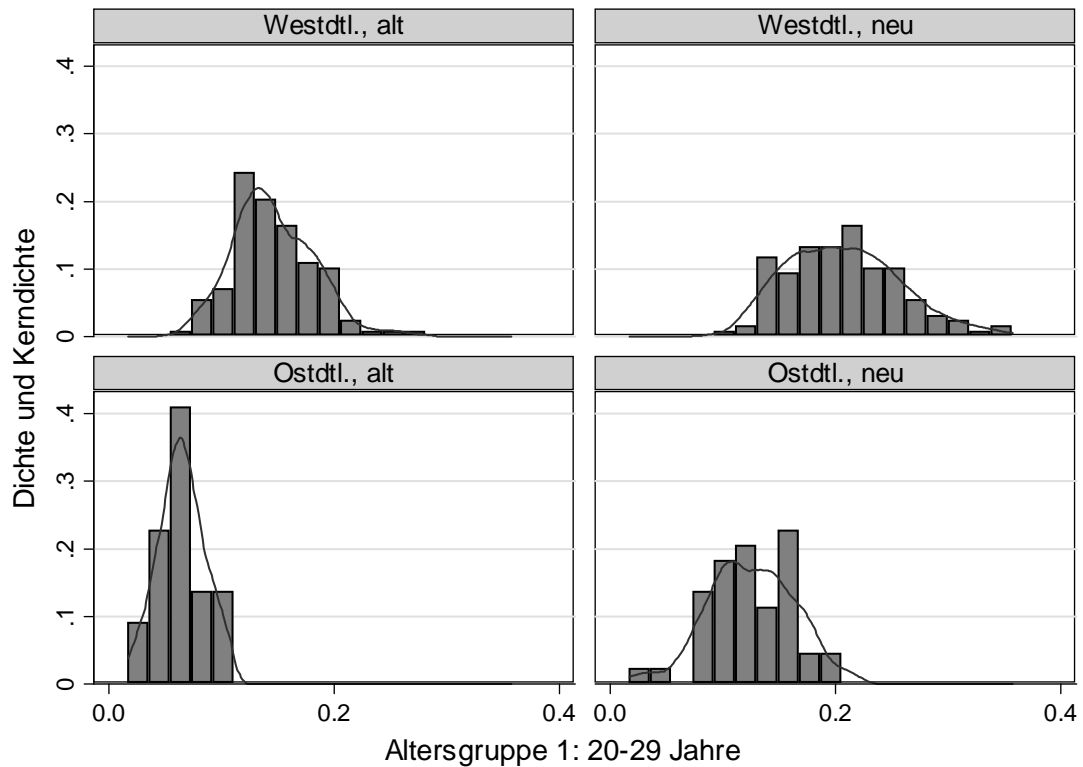 Westdtl., alt
Westdtl., neu
.4
.3
.2
.1
0
Ostdtl., alt
Ostdtl., neu
.4
.3
.2
.1
0
0.0
0.2
0.4
0.0
0.2
0.4
Dichte und Kerndichte
Altersgruppe 1: 20-29 Jahre